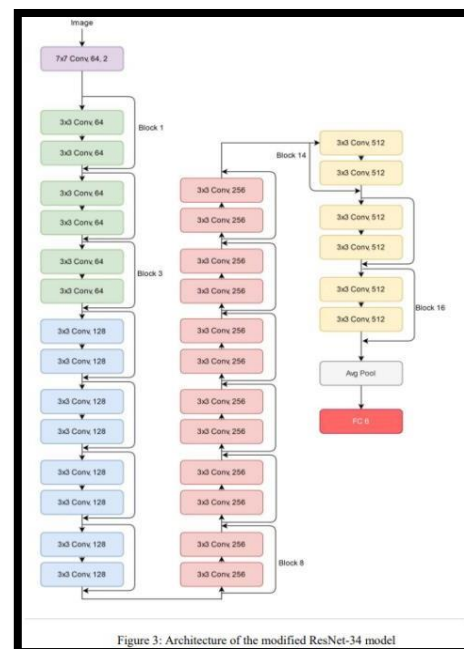 Image
7x7 Conv, 64, 2
3x3 Conv, 64
Block 1
3x3 Conv, 64
3x3 Conv, 64
3x3 Conv, 64
3x3 Conv, 64
Block 3
3x3 Conv, 64
3x3 Conv, 128
3x3 Conv, 128
3x3 Conv, 128
3x3 Conv, 128
3x3 Conv, 128
3x3 Conv, 128
3x3 Conv, 128
3x3 Conv, 128
3x3 Conv, 256
3x3 Conv, 256
3x3 Conv, 256
3x3 Conv, 256
3x3 Conv, 256
3x3 Conv, 256
3x3 Conv, 256
3x3 Conv, 256
3x3 Conv, 256
3x3 Conv, 256
3x3 Conv, 256
Block 8
3x3 Conv, 256
3x3 Conv, 512
Block 14
3x3 Conv, 512
3x3 Conv, 512
3x3 Conv, 512
3x3 Conv, 512
Block 16
3x3 Conv, 512
Avg Pool
FC
Figure 3: Architecture of the modified ResNet-34 model